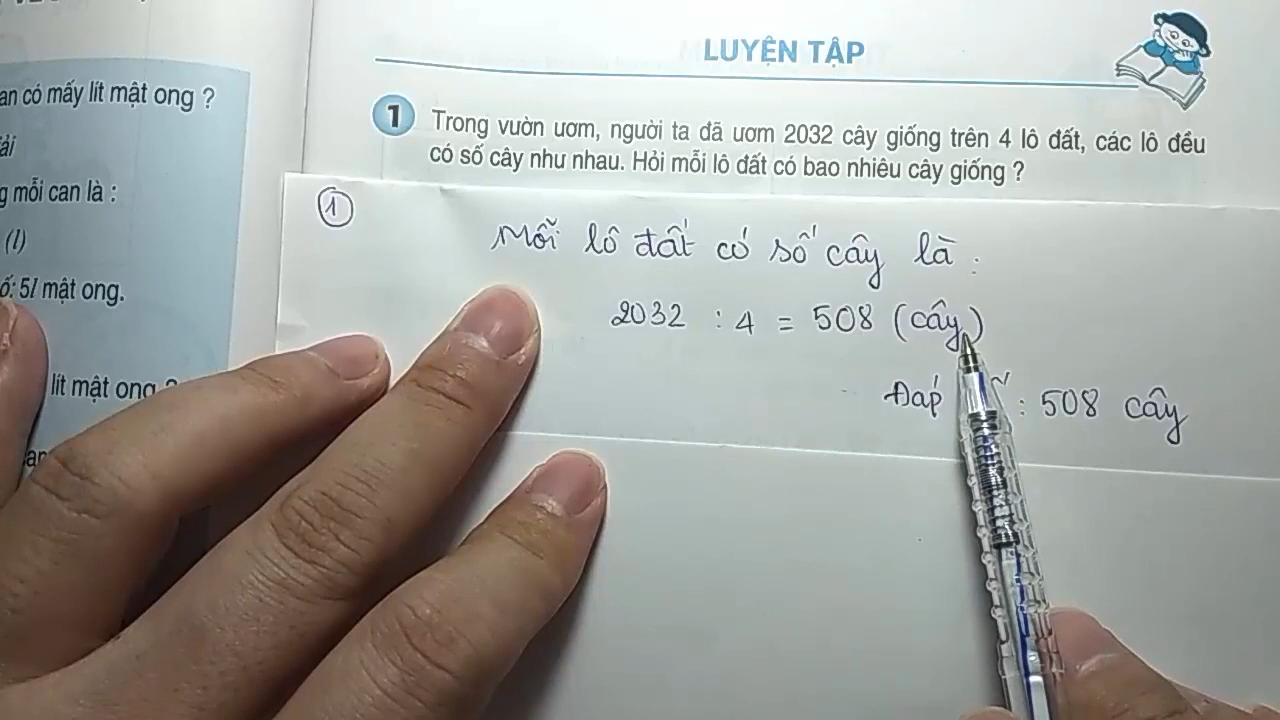 an có mấy lít mật ong ?
ải
g mỗi can là :
(l)
ố: 5l mật ong.
lít mật ong ?
LUYỆN TẬP
1 Trong vườn ươm, người ta đã ươm 2032 cây giống trên 4 lô đất, các lô đều
có số cây như nhau. Hỏi mỗi lô đất có bao nhiêu cây giống ?
1
Mỗi lô đất có số cây là :
2032 : 4 = 508 (cây)
Đáp : 508 cây